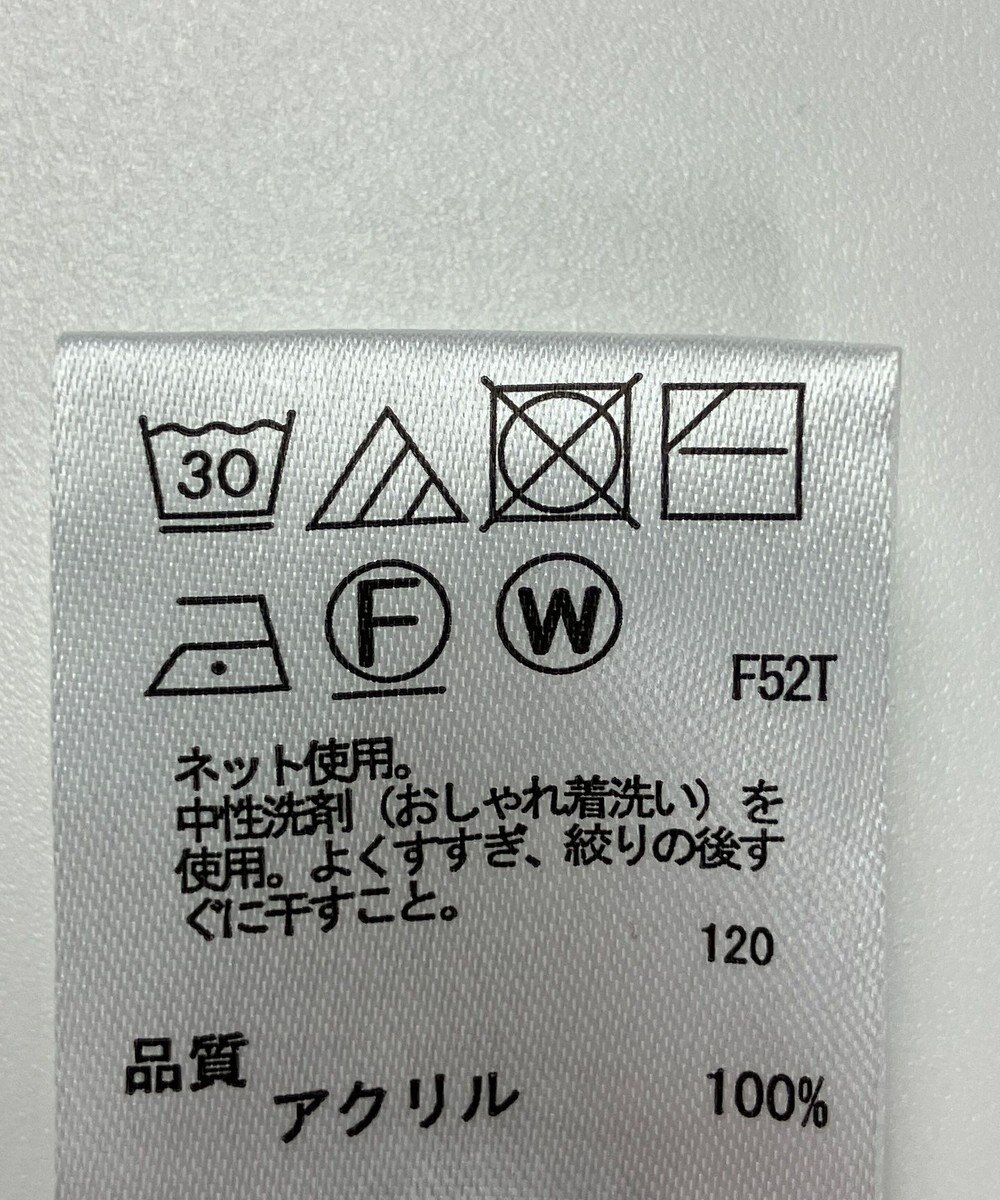 30
F W
F52T
ネット使用。
中性洗剤（おしゃれ着洗い）を
使用。よくすすぎ、絞りの後す
ぐに干すこと。
120
品質
アクリル 100%